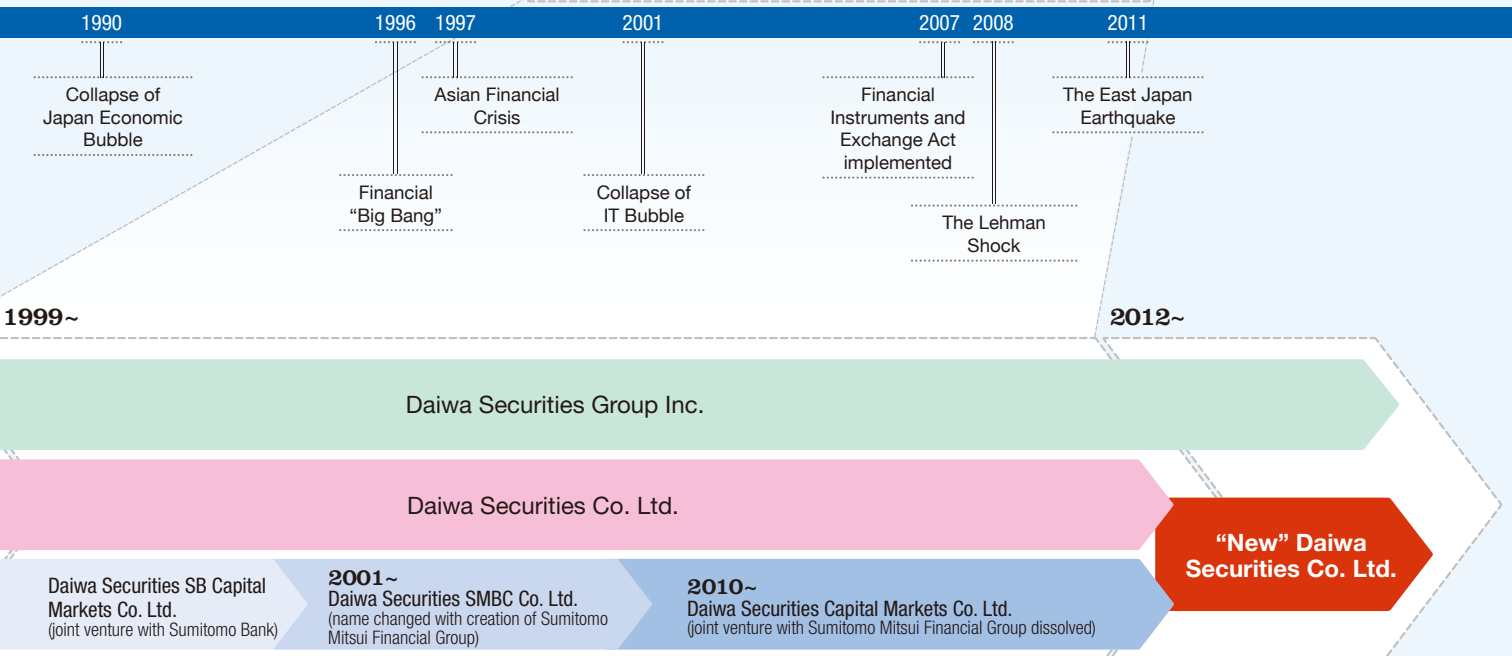 1990
1996
1997
2001
2007
2008
2011
Collapse of
Japan Economic
Bubble
Financial
“Big Bang”
Asian Financial
Crisis
Collapse of
IT Bubble
Financial
Instruments and
Exchange Act
implemented
The Lehman
Shock
The East Japan
Earthquake
1999~
2012~
Daiwa Securities Group Inc.
Daiwa Securities Co. Ltd.
“New” Daiwa
Securities Co. Ltd.
Daiwa Securities SB Capital
Markets Co. Ltd.
(joint venture with Sumitomo Bank)
2001~
Daiwa Securities SMBC Co. Ltd.
(name changed with creation of Sumitomo
Mitsui Financial Group)
2010~
Daiwa Securities Capital Markets Co. Ltd.
(joint venture with Sumitomo Mitsui Financial Group dissolved)